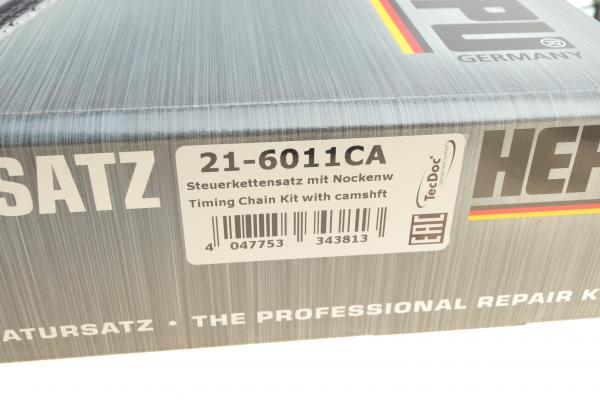 PU®
GERMANY
SATZ
21-6011CA
Steuerkettensatz mit Nockenw
Timing Chain Kit with camshft
4 047753 343813
EAC
TecDoc
HEP
ATURSATZ · THE PROFESSIONAL REPAIR K